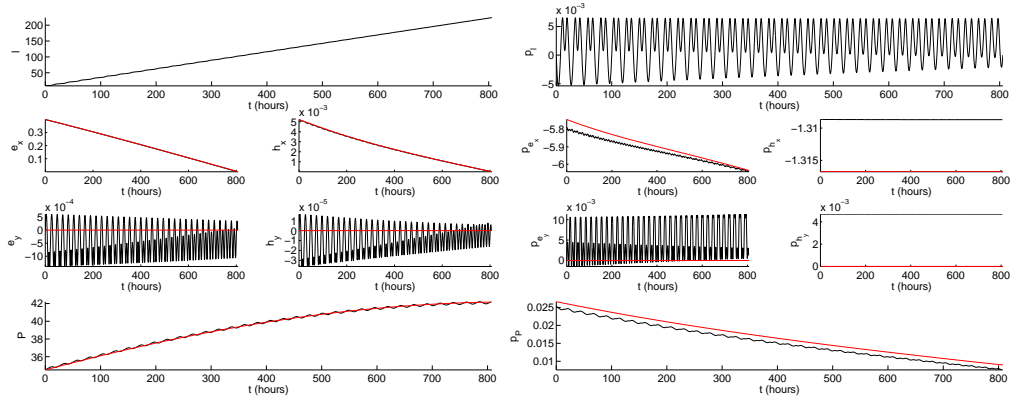 200
150
100
50
l
0 100 200 300 400 500 600 700 800
t (hours)
x 10⁻³
5
0
−5
p_l
0 100 200 300 400 500 600 700 800
t (hours)
0.3
0.2
0.1
e_x
0 200 400 600 800
t (hours)
x 10⁻³
5
4
3
2
1
h_x
0 200 400 600 800
t (hours)
−5.8
−5.9
−6
p_{e_x}
0 200 400 600 800
t (hours)
−1.31
−1.315
p_{h_x}
0 200 400 600 800
t (hours)
x 10⁻⁴
5
0
−5
−10
e_y
0 200 400 600 800
t (hours)
x 10⁻⁵
1
0
−1
−2
−3
h_y
0 200 400 600 800
t (hours)
x 10⁻³
10
5
0
p_{e_y}
0 200 400 600 800
t (hours)
x 10⁻³
4
2
0
p_{h_y}
0 200 400 600 800
t (hours)
42
40
38
36
P
0 100 200 300 400 500 600 700 800
t (hours)
0.025
0.02
0.015
0.01
p_P
0 100 200 300 400 500 600 700 800
t (hours)